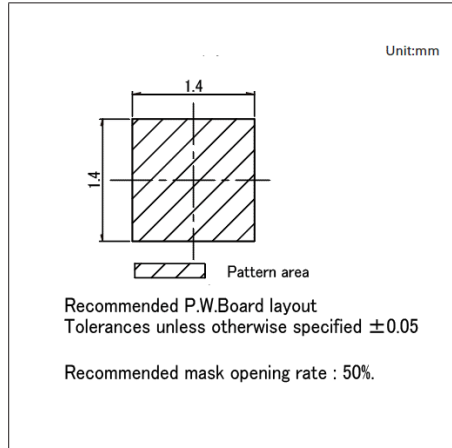 Unit:mm
1.4
1.4
Pattern area
Recommended P.W.Board layout
Tolerances unless otherwise specified ±0.05
Recommended mask opening rate : 50%.